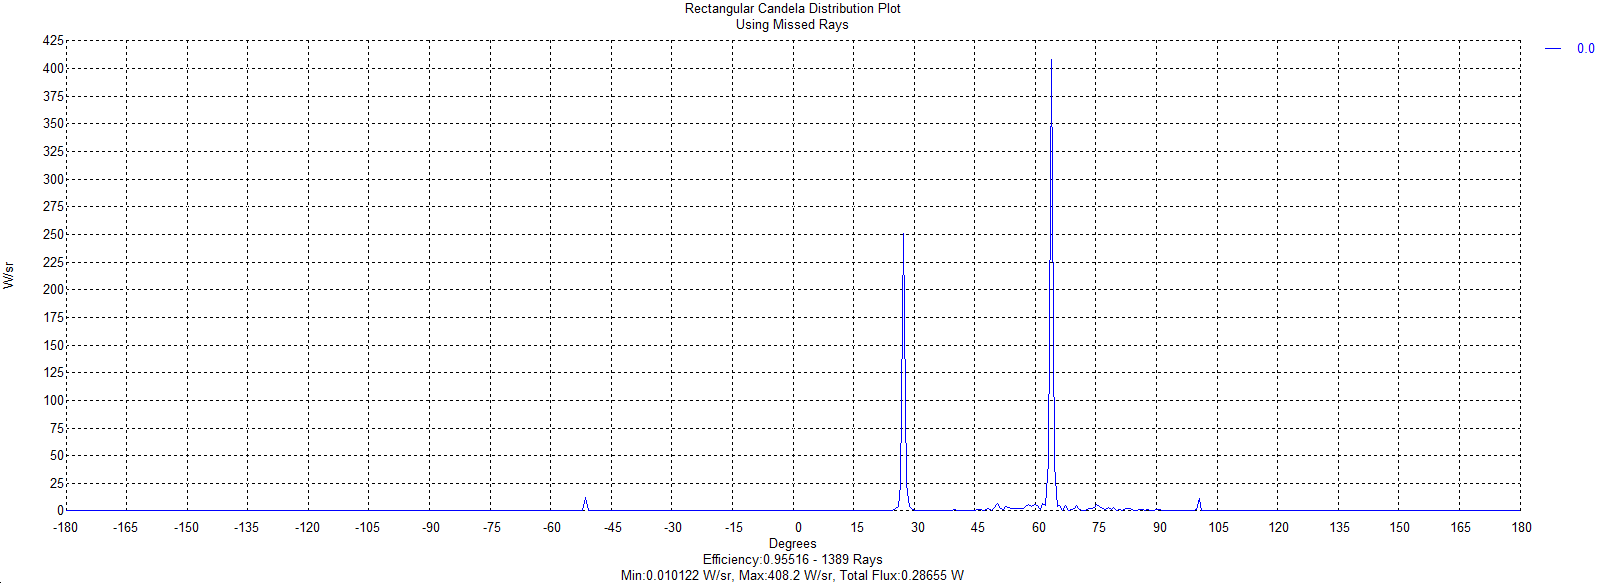 Rectangular Candela Distribution Plot
Using Missed Rays
0.0
425
400
375
350
325
300
275
250
225
200
175
150
125
100
75
50
25
0
W/sr
-180 -165 -150 -135 -120 -105 -90 -75 -60 -45 -30 -15 0 15 30 45 60 75 90 105 120 135 150 165 180
Degrees
Efficiency:0.95516 - 1389 Rays
Min:0.010122 W/sr, Max:408.2 W/sr, Total Flux:0.28655 W